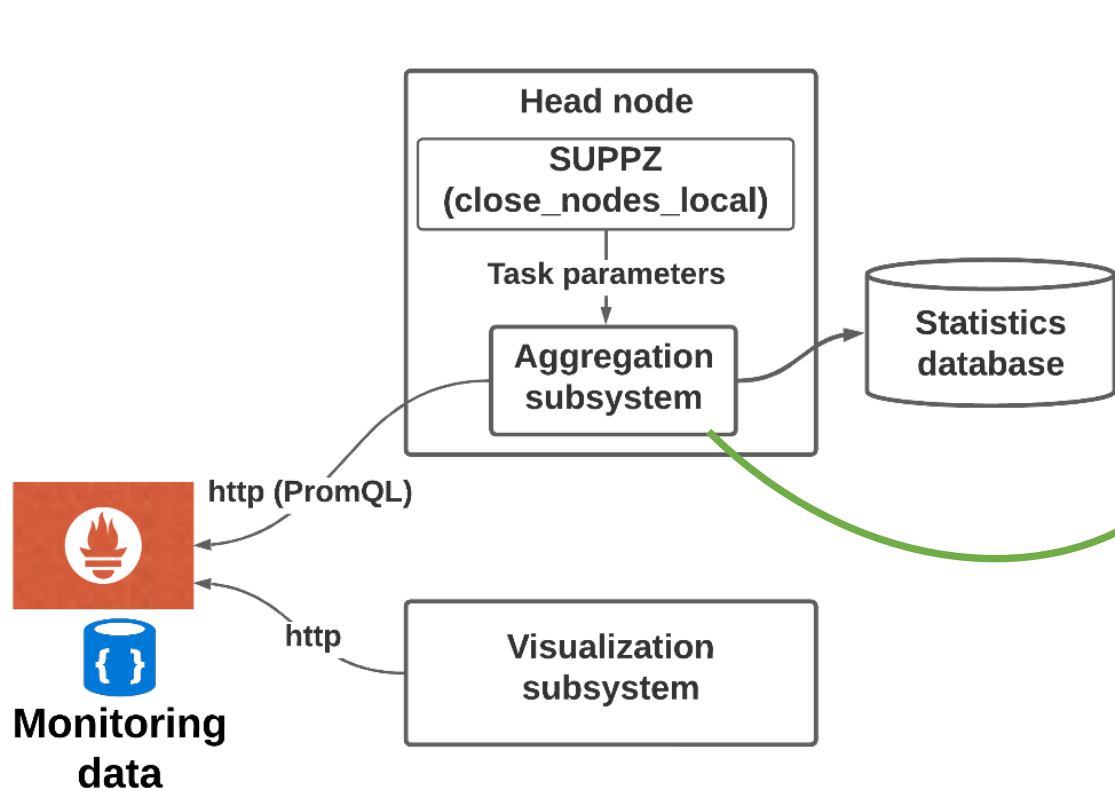 Head node
SUPPZ
(close_nodes_local)
Task parameters
Aggregation
subsystem
Statistics
database
http (PromQL)
http
{ }
Visualization
subsystem
Monitoring
data